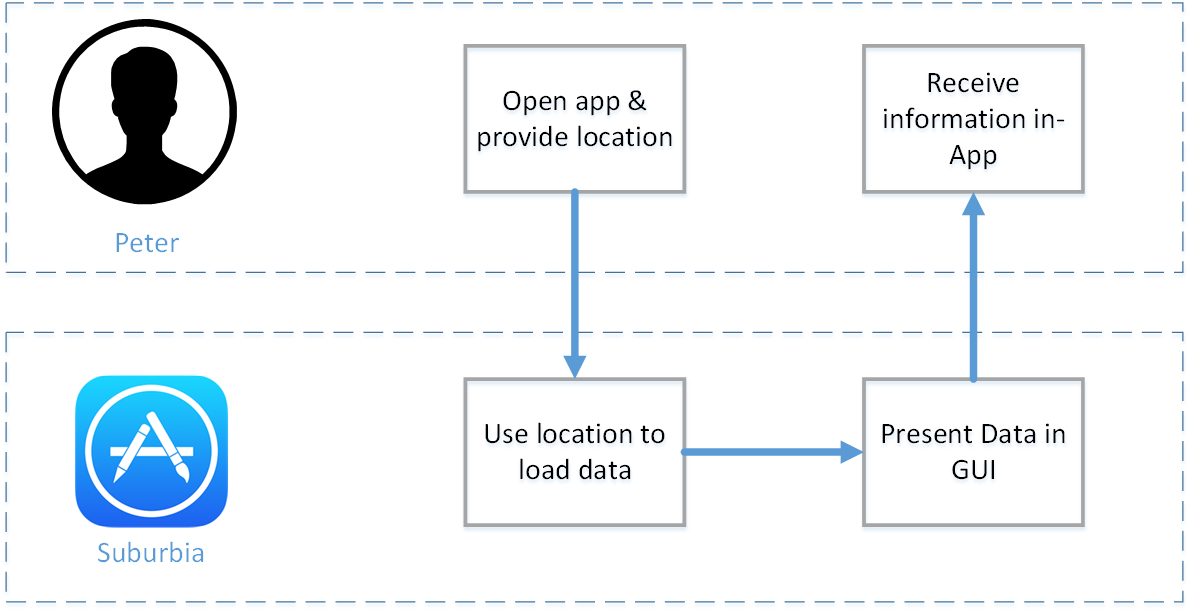 Open app &
provide location
Receive
information in-
App
Peter
Use location to
load data
Present Data in
GUI
Suburbia